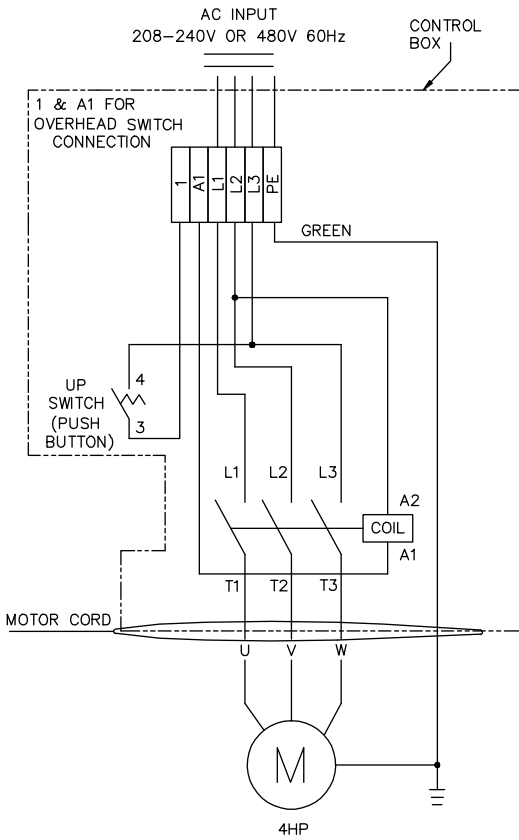 AC INPUT
208-240V OR 480V 60Hz
CONTROL
BOX
1 & A1 FOR
OVERHEAD SWITCH
CONNECTION
1
A1
L1
L2
L3
PE
GREEN
UP
SWITCH
(PUSH
BUTTON)
4
3
L1
L2
L3
A2
COIL
A1
T1
T2
T3
MOTOR CORD
U
V
W
M
4HP